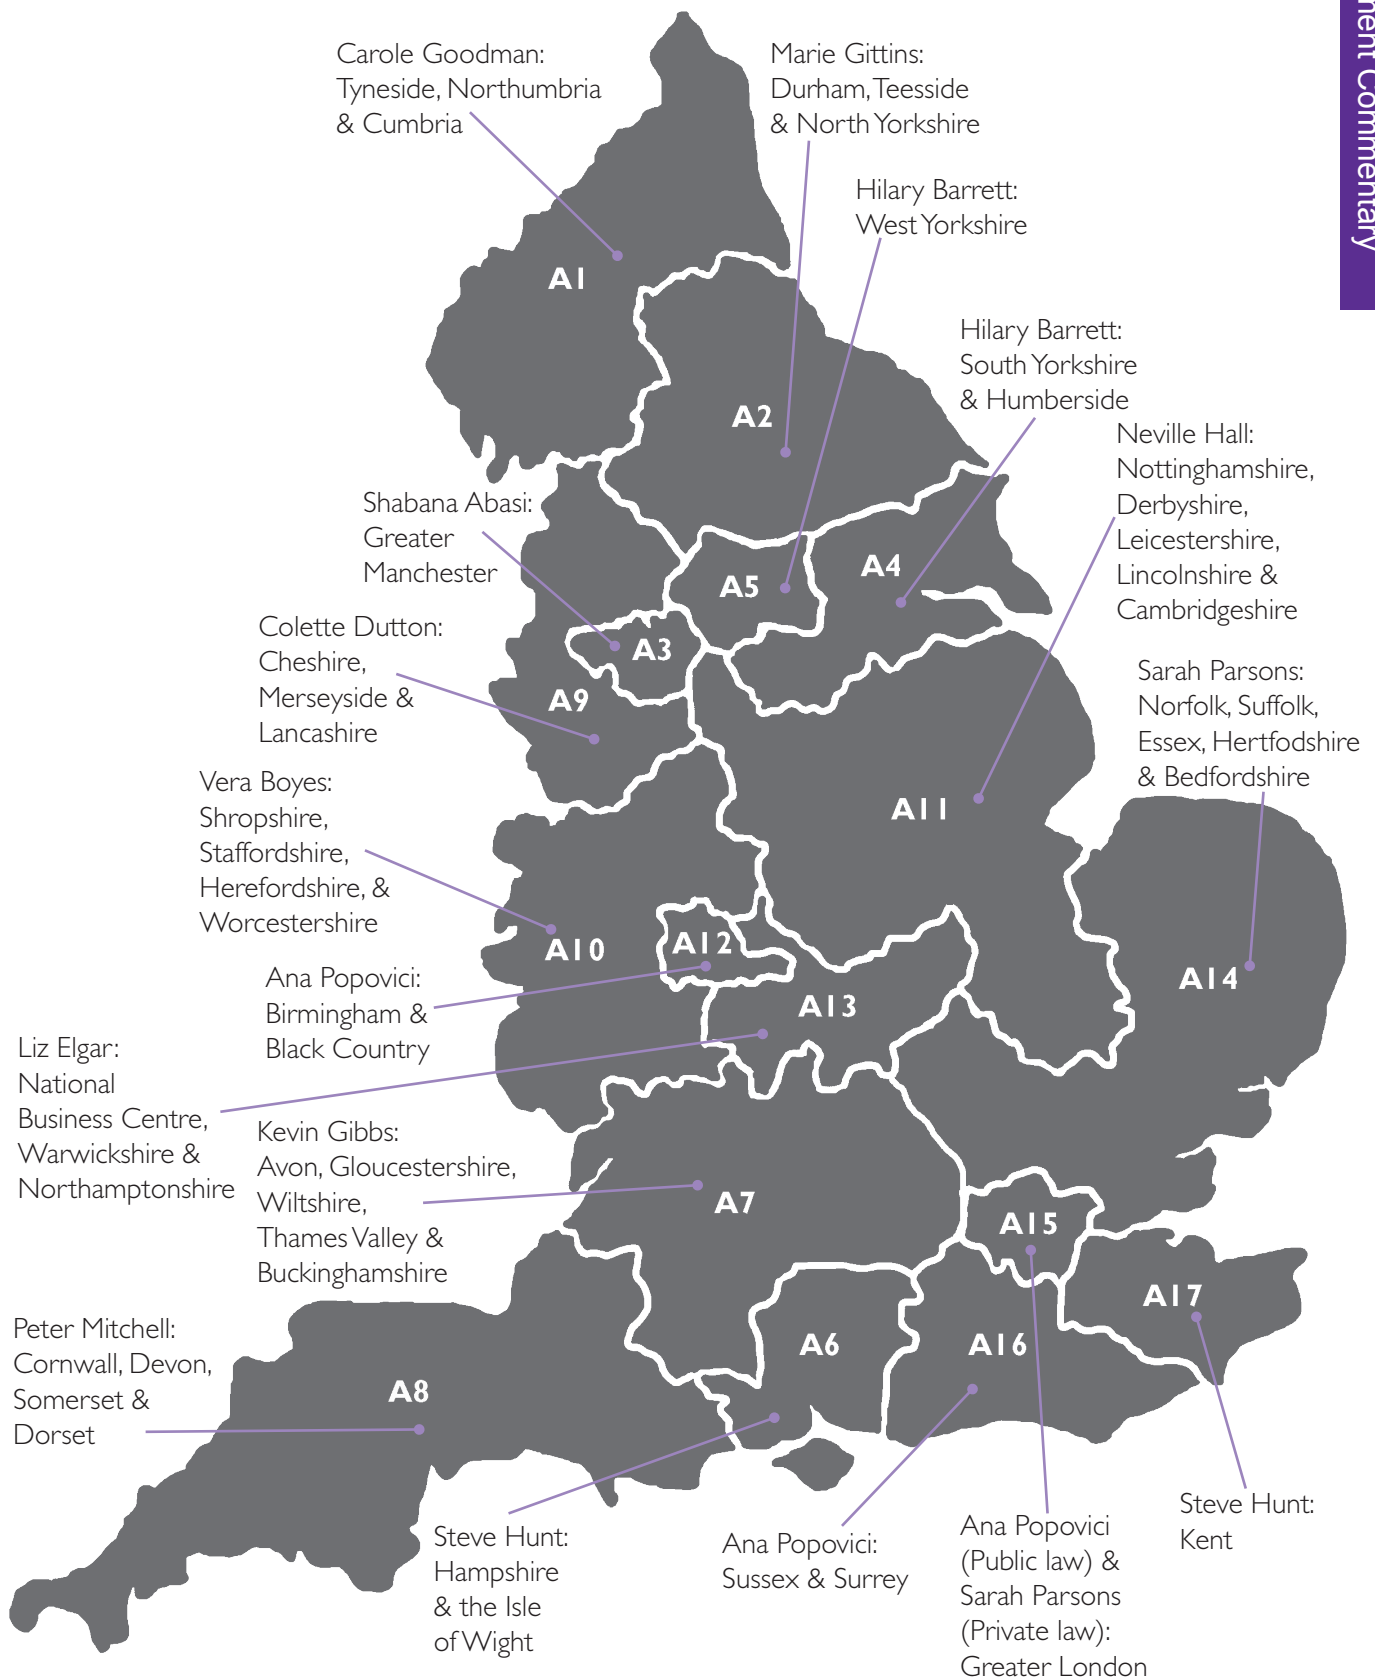 Carole Goodman:
Tyneside, Northumbria
& Cumbria
Marie Gittins:
Durham, Teesside
& North Yorkshire
Hilary Barrett:
West Yorkshire
Hilary Barrett:
South Yorkshire
& Humberside
Neville Hall:
Nottinghamshire,
Derbyshire,
Leicestershire,
Lincolnshire &
Cambridgeshire
Shabana Abasi:
Greater
Manchester
Colette Dutton:
Cheshire,
Merseyside &
Lancashire
Sarah Parsons:
Norfolk, Suffolk,
Essex, Hertfodshire
& Bedfordshire
Vera Boyes:
Shropshire,
Staffordshire,
Herefordshire, &
Worcestershire
Ana Popovici:
Birmingham &
Black Country
Liz Elgar:
National
Business Centre,
Warwickshire &
Northamptonshire
Kevin Gibbs:
Avon, Gloucestershire,
Wiltshire,
Thames Valley &
Buckinghamshire
Peter Mitchell:
Cornwall, Devon,
Somerset &
Dorset
Steve Hunt:
Hampshire
& the Isle
of Wight
Ana Popovici:
Sussex & Surrey
Ana Popovici
(Public law) &
Sarah Parsons
(Private law):
Greater London
Steve Hunt:
Kent
A1
A2
A5
A4
A3
A9
A11
A10
A12
A13
A14
A7
A15
A17
A6
A16
A8
Commentary